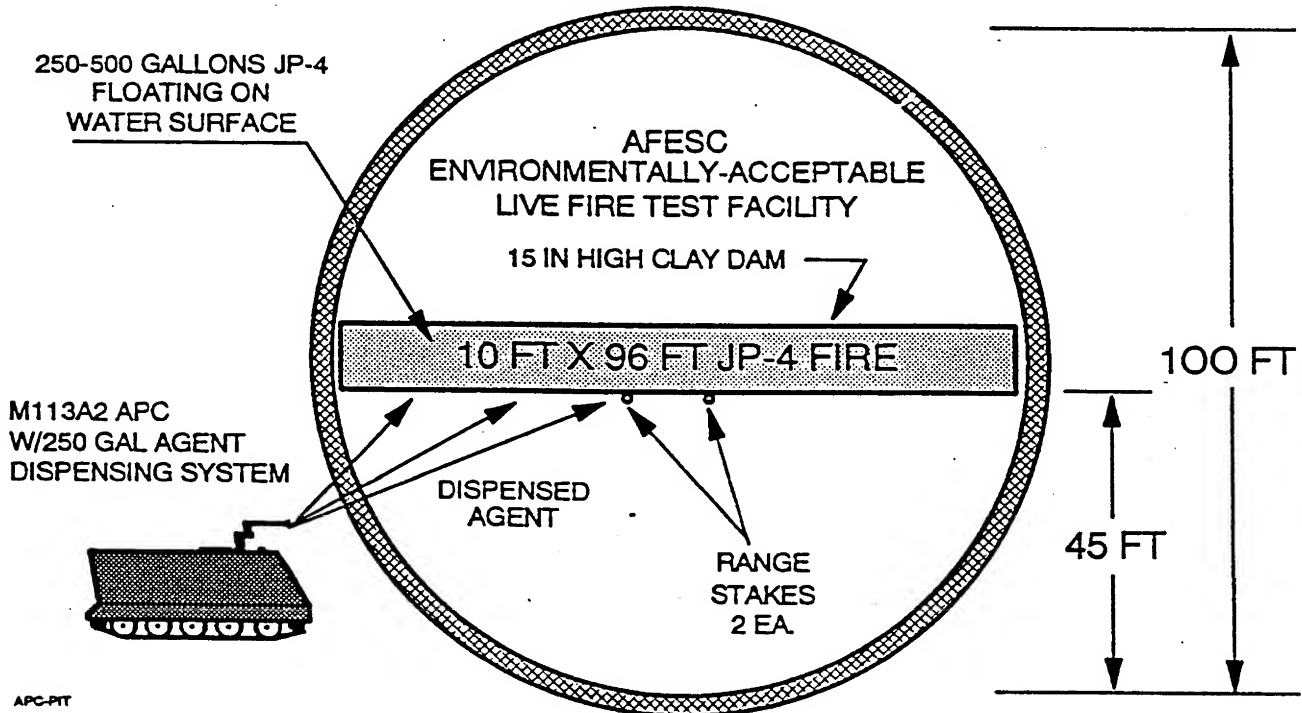 250-500 GALLONS JP-4
FLOATING ON
WATER SURFACE
AFESC
ENVIRONMENTALLY-ACCEPTABLE
LIVE FIRE TEST FACILITY
15 IN HIGH CLAY DAM
10 FT X 96 FT JP-4 FIRE
100 FT
M113A2 APC
W/250 GAL AGENT
DISPENSING SYSTEM
DISPENSED
AGENT
45 FT
RANGE
STAKES
2 EA.
APC-PIT